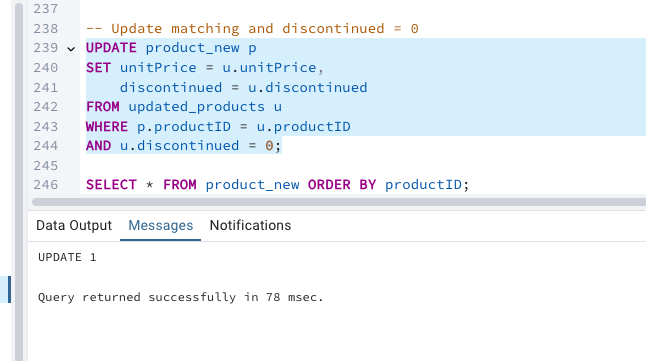 237
238 -- Update matching and discontinued = 0
239 UPDATE product_new p
240 SET unitPrice = u.unitPrice,
241 discontinued = u.discontinued
242 FROM updated_products u
243 WHERE p.productID = u.productID
244 AND u.discontinued = 0;
245
246 SELECT * FROM product_new ORDER BY productID;
Data Output Messages Notifications
UPDATE 1
Query returned successfully in 78 msec.